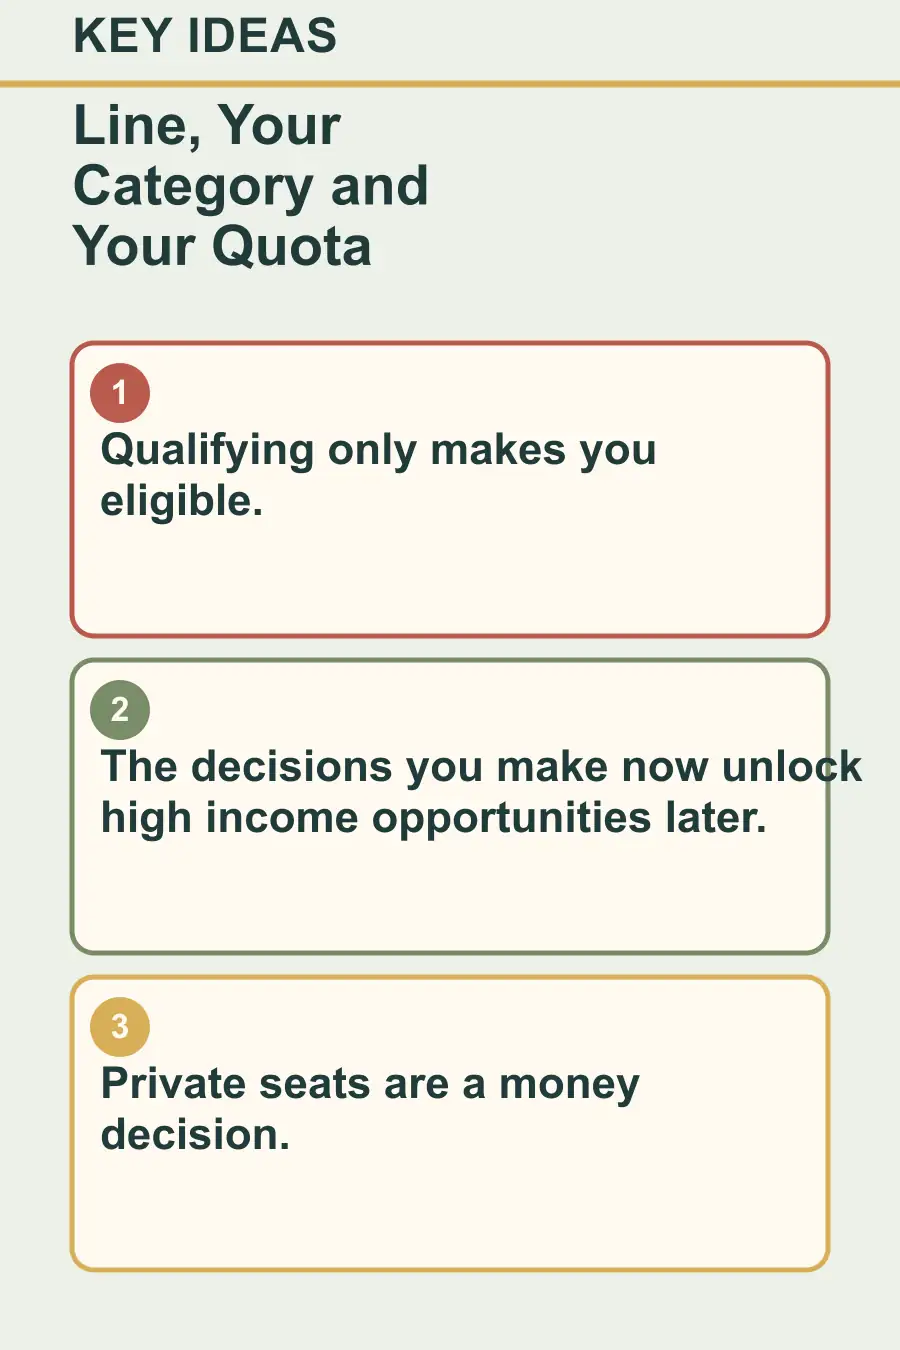 KEY IDEAS
Line, Your
Category and
Your Quota
1
Qualifying only makes you
eligible.
2
The decisions you make now unlock
high income opportunities later.
3
Private seats are a money
decision.